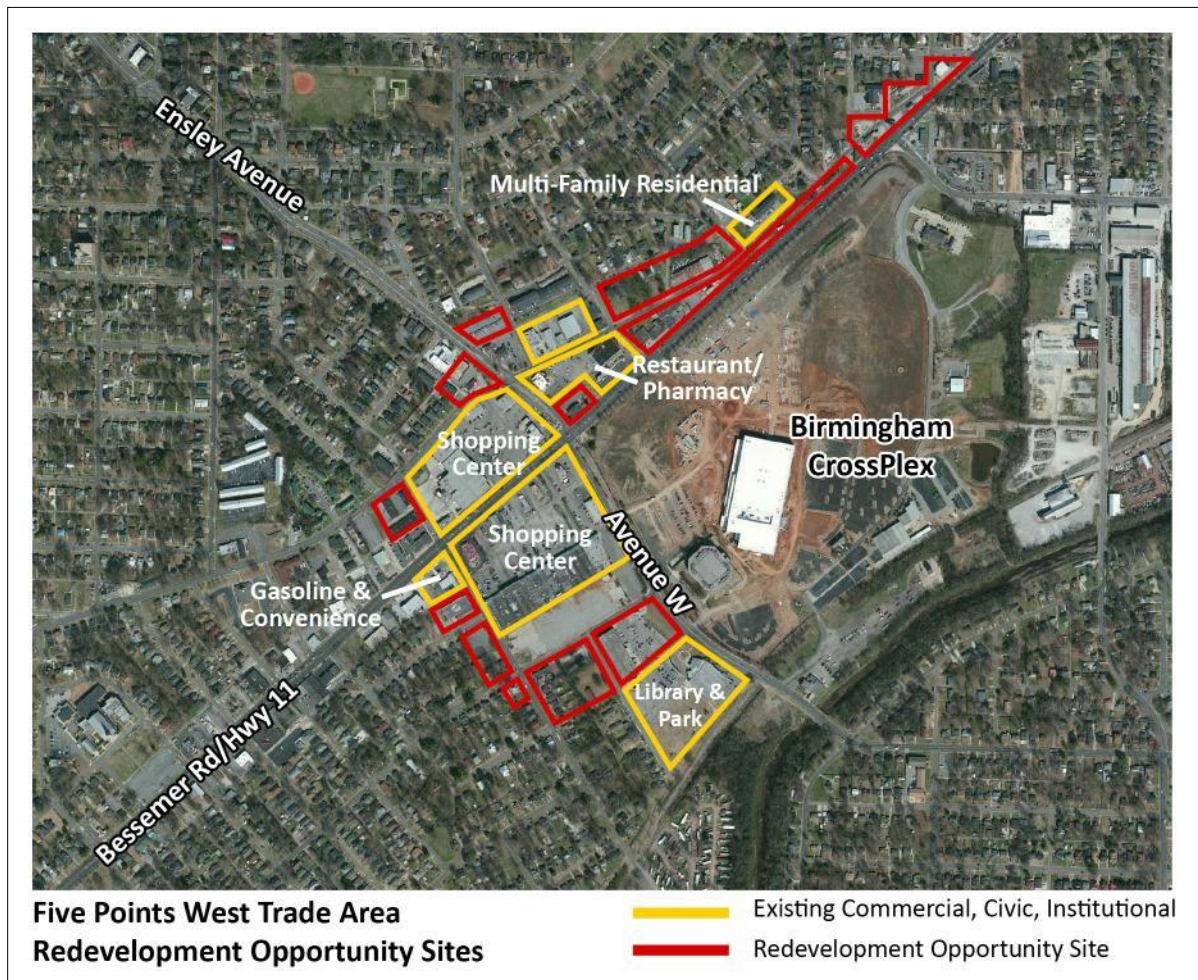 Ensley Avenue .
Multi-Family Residential
Restaurant/
Pharmacy
Birmingham
CrossPlex
Shopping
Center
Shopping
Center
Avenue W
Gasoline &
Convenience
Library &
Park
Bessemer Rd/Hwy 11
Five Points West Trade Area
Redevelopment Opportunity Sites
Existing Commercial, Civic, Institutional
Redevelopment Opportunity Site